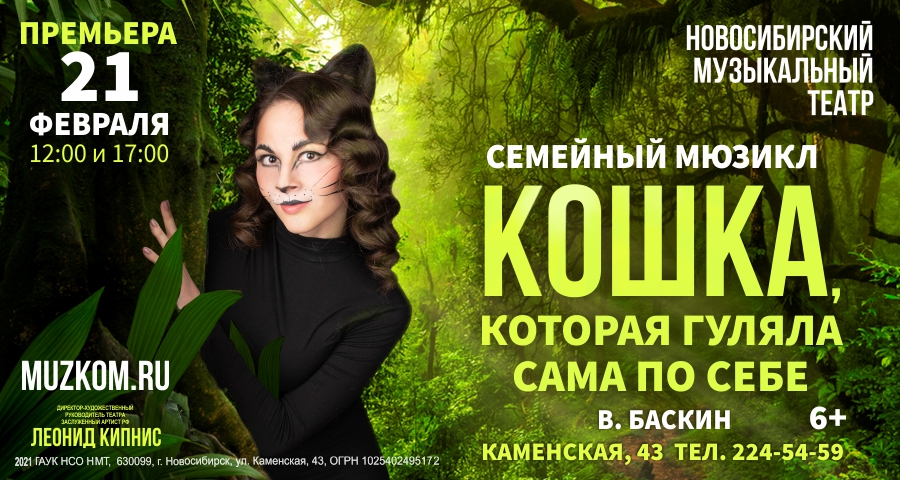 ПРЕМЬЕРА
21
ФЕВРАЛЯ
12:00 и 17:00
НОВОСИБИРСКИЙ
МУЗЫКАЛЬНЫЙ
ТЕАТР
СЕМЕЙНЫЙ МЮЗИКЛ
КОШКА,
КОТОРАЯ ГУЛЯЛА
САМА ПО СЕБЕ
В. БАСКИН 6+
КАМЕНСКАЯ, 43 ТЕЛ. 224-54-59
MUZKOM.RU
ДИРЕКТОР-ХУДОЖЕСТВЕННЫЙ
РУКОВОДИТЕЛЬ ТЕАТРА
ЗАСЛУЖЕННЫЙ АРТИСТ РФ
ЛЕОНИД КИПНИС
2021 ГАУК НСО НМТ, 630099, г. Новосибирск, ул. Каменская, 43, ОГРН 1025402495172